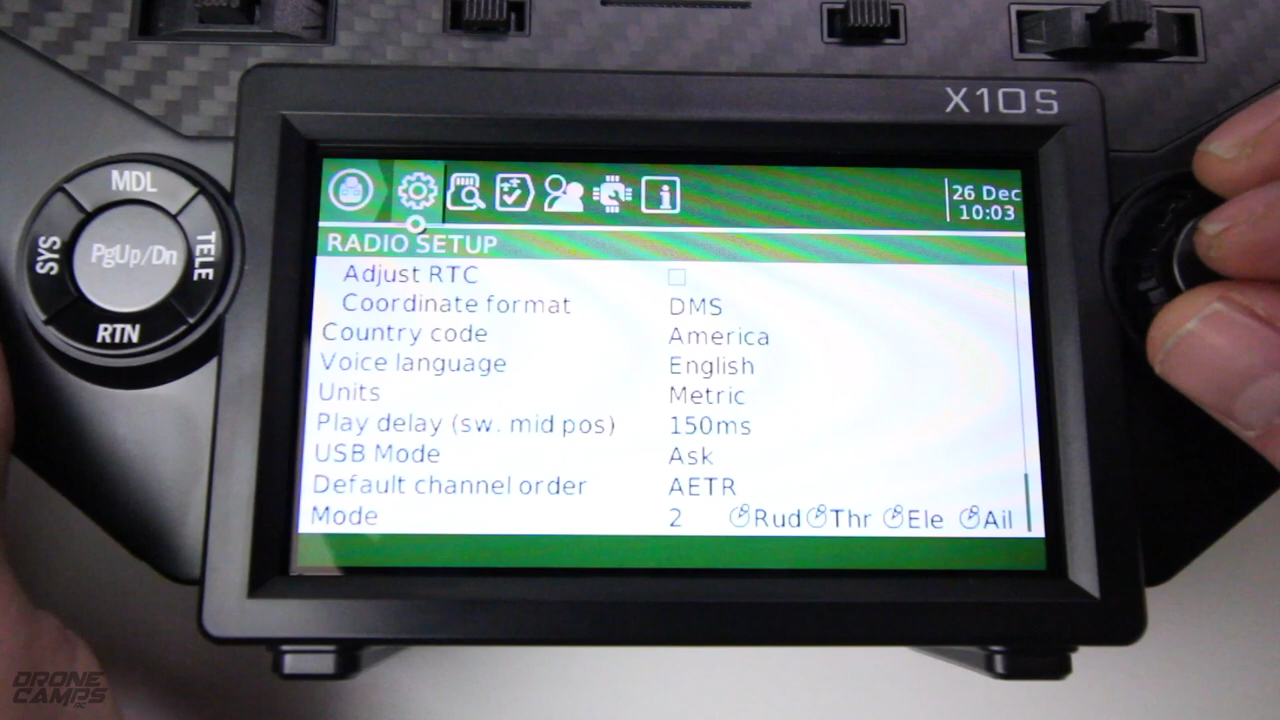 X10S
MDL
SYS
PgUp/Dn
TELE
RTN
26 Dec
10:03
RADIO SETUP
Adjust RTC
Coordinate format DMS
Country code America
Voice language English
Units Metric
Play delay (sw. mid pos) 150ms
USB Mode Ask
Default channel order AETR
Mode 2 Rud Thr Ele Ail
DRONE
CAMPS